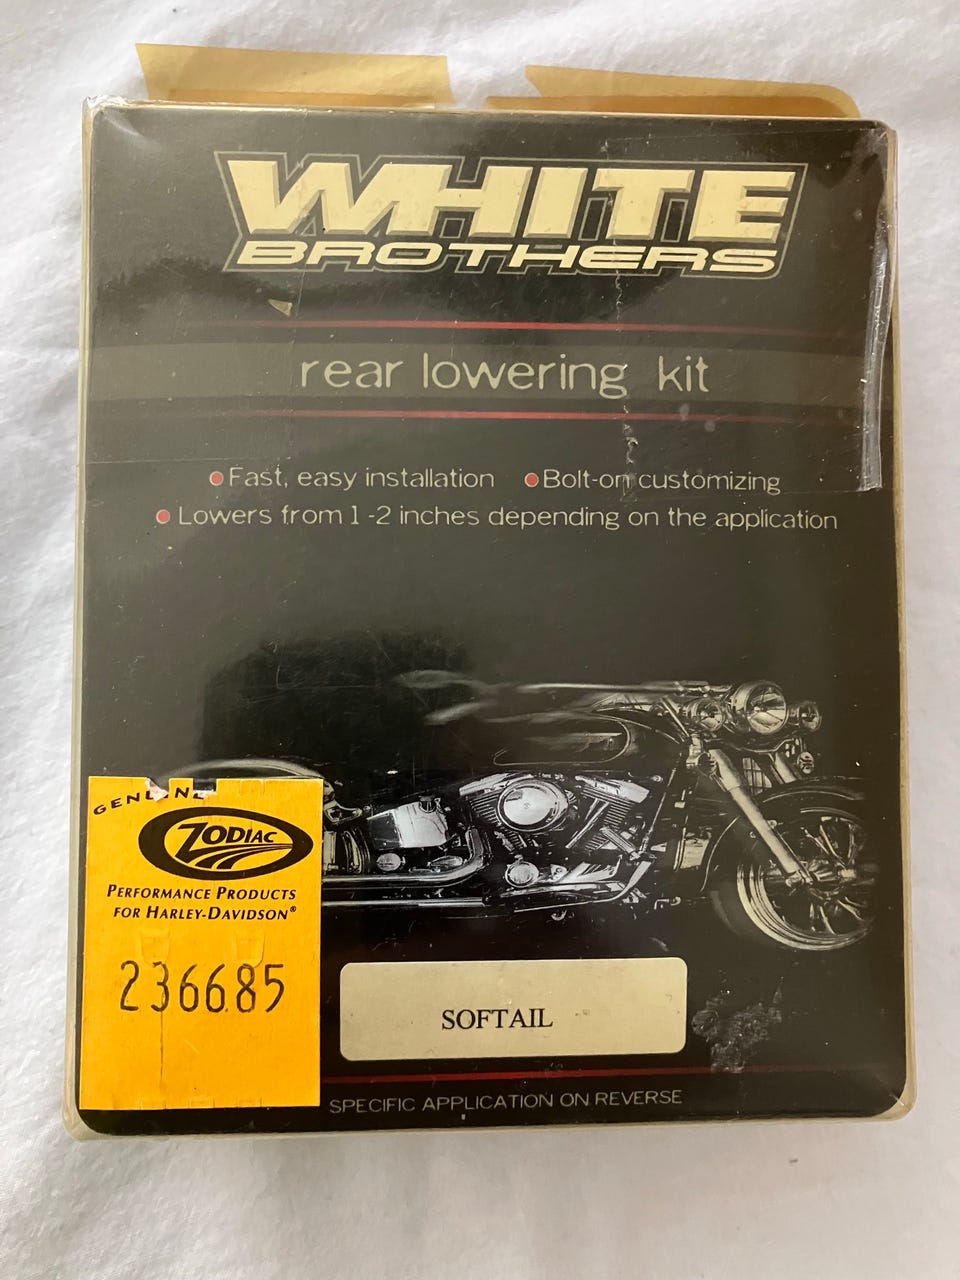 WHITE
BROTHERS
rear lowering kit
Fast, easy installation
Bolt-on customizing
Lowers from 1-2 inches depending on the application
GENUINE
ZODIAC
PERFORMANCE PRODUCTS
FOR HARLEY-DAVIDSON®
236685
SOFTAIL
SPECIFIC APPLICATION ON REVERSE